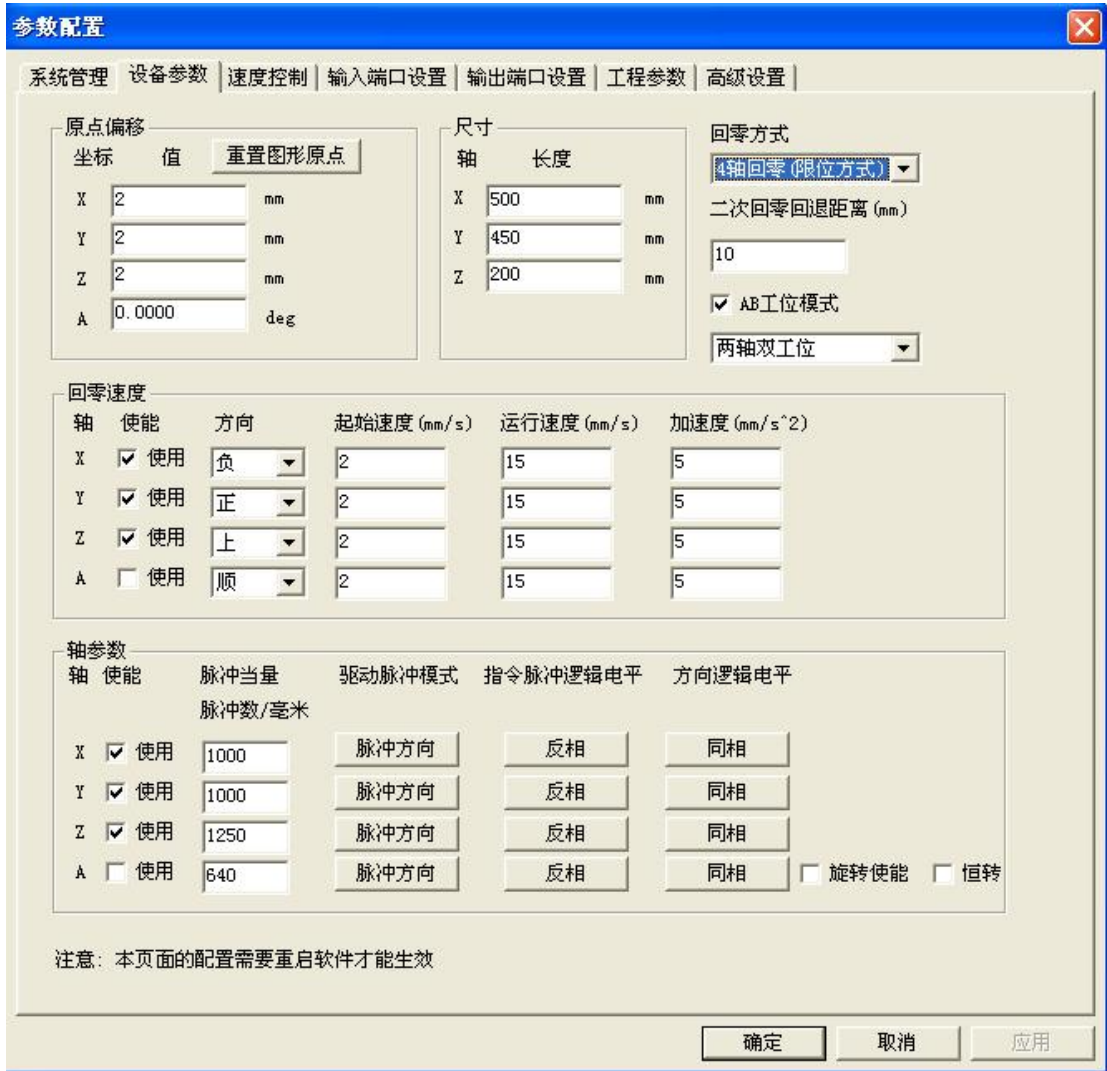 参数配置
系统管理 设备参数 速度控制 输入端口设置 输出端口设置 工程参数 高级设置
原点偏移
坐标 值 重置图形原点
X 2 mm
Y 2 mm
Z 2 mm
A 0.0000 deg
尺寸
轴 长度
X 500 mm
Y 450 mm
Z 200 mm
回零方式
4轴回零(限位方式)
二次回零回退距离(mm)
10
AB工位模式
两轴双工位
回零速度
轴 使能 方向 起始速度(mm/s) 运行速度(mm/s) 加速度(mm/s^2)
X 使用 负 2 15 5
Y 使用 正 2 15 5
Z 使用 上 2 15 5
A 使用 顺 2 15 5
轴参数
轴 使能 脉冲当量 驱动脉冲模式 指令脉冲逻辑电平 方向逻辑电平
脉冲数/毫米
X 使用 1000 脉冲方向 反相 同相
Y 使用 1000 脉冲方向 反相 同相
Z 使用 1250 脉冲方向 反相 同相
A 使用 640 脉冲方向 反相 同相 旋转使能 恒转
注意: 本页面的配置需要重启软件才能生效
确定 取消 应用